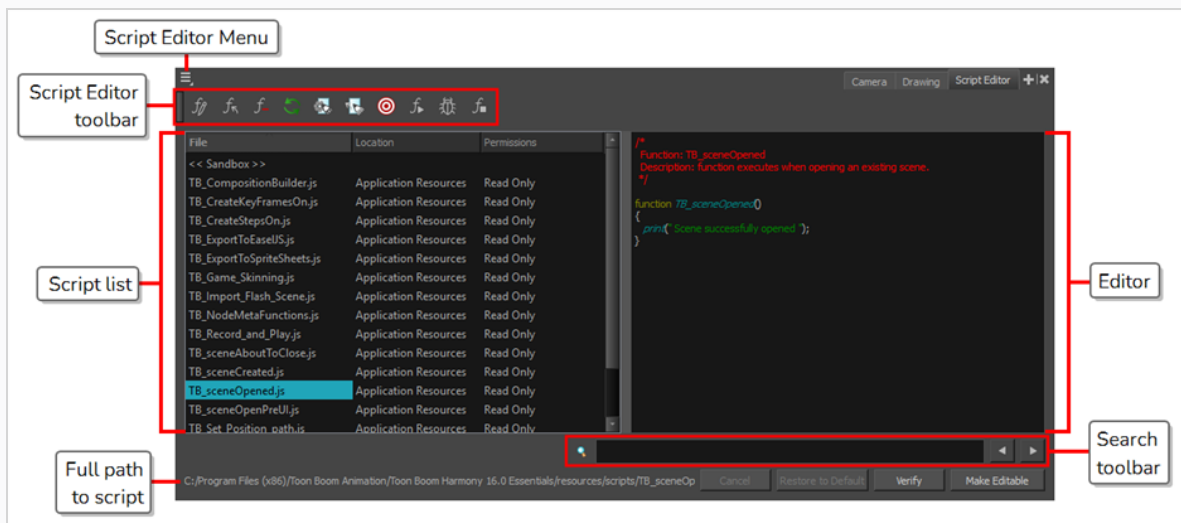 Script Editor Menu
Script Editor
toolbar
Camera
Drawing
Script Editor
File Location Permissions
<< Sandbox >>
TB_CompositionBuilder.js Application Resources Read Only
TB_CreateKeyFramesOn.js Application Resources Read Only
TB_CreateStepsOn.js Application Resources Read Only
TB_ExportToEaselJS.js Application Resources Read Only
TB_ExportToSpriteSheets.js Application Resources Read Only
TB_Game_Skinning.js Application Resources Read Only
TB_Import_Flash_Scene.js Application Resources Read Only
TB_NodeMetaFunctions.js Application Resources Read Only
TB_Record_and_Play.js Application Resources Read Only
TB_sceneAboutToClose.js Application Resources Read Only
TB_sceneCreated.js Application Resources Read Only
TB_sceneOpened.js Application Resources Read Only
TB_sceneOpenPreUI.js Application Resources Read Only
TB_Set_Position_path.js Application Resources Read Only
/*
Function: TB_sceneOpened
Description: function executes when opening an existing scene.
*/
function TB_sceneOpened()
{
print(" Scene successfully opened ");
}
Script list
Editor
Search
toolbar
Full path
to script
C:/Program Files (x86)/Toon Boom Animation/Toon Boom Harmony 16.0 Essentials/resources/scripts/TB_sceneOp
Cancel
Restore to Default
Verify
Make Editable